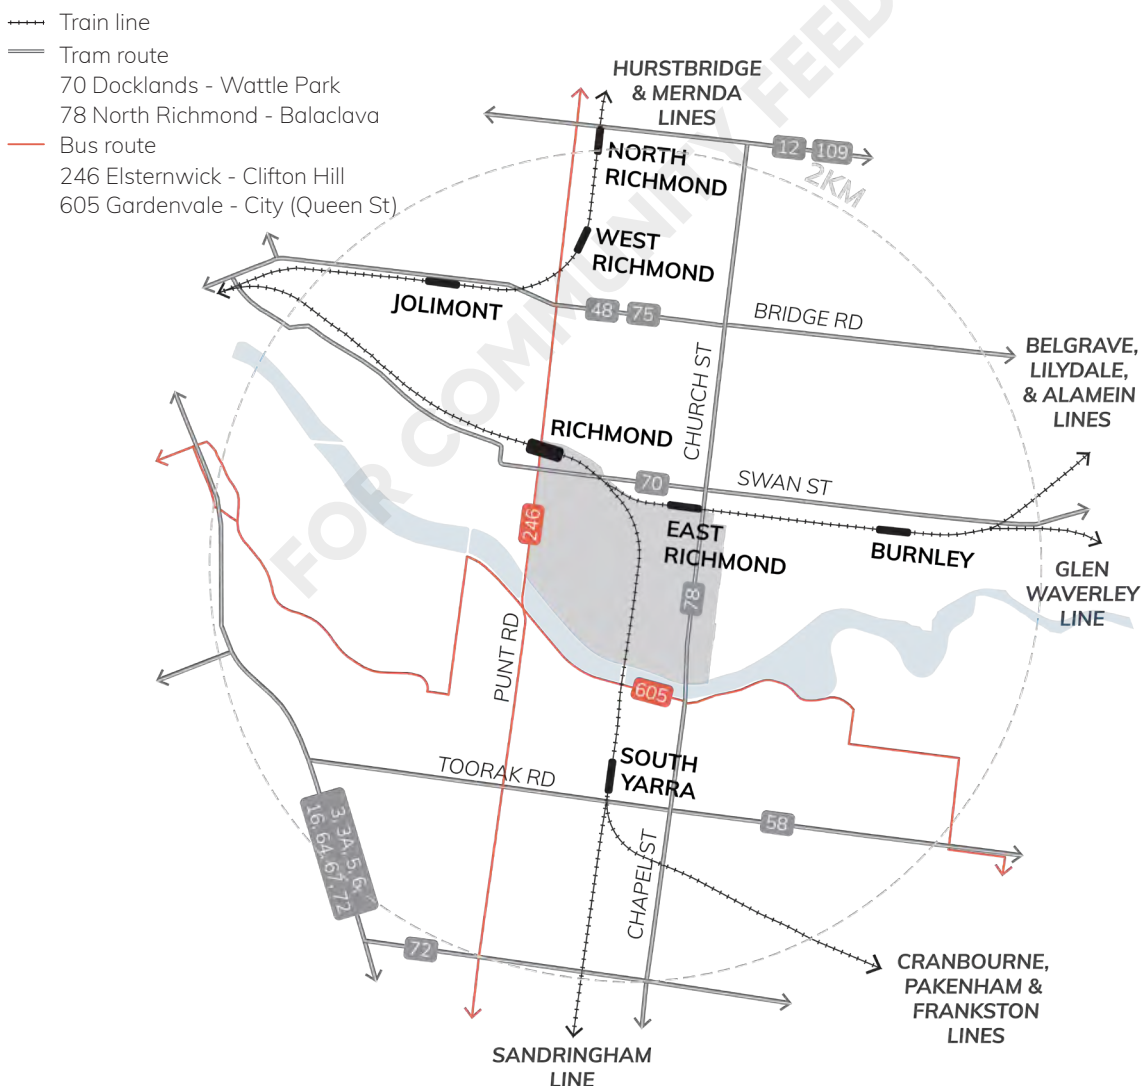 Train line
Tram route
70 Docklands - Wattle Park
78 North Richmond - Balaclava
Bus route
246 Elsternwick - Clifton Hill
605 Gardenvale - City (Queen St)
FOR COMMUNITY FEED
HURSTBRIDGE
& MERNDA
LINES
12
109
2KM
NORTH
RICHMOND
WEST
RICHMOND
JOLIMONT
48
75
BRIDGE RD
BELGRAVE,
LILYDALE,
& ALAMEIN
LINES
CHURCH ST
RICHMOND
70
SWAN ST
246
EAST
RICHMOND
BURNLEY
GLEN
WAVERLEY
LINE
78
PUNT RD
605
SOUTH
YARRA
TOORAK RD
58
3, 3A, 5, 6,
16, 64, 67, 72
CHAPEL ST
72
CRANBOURNE,
PAKENHAM &
FRANKSTON
LINES
SANDRINGHAM
LINE